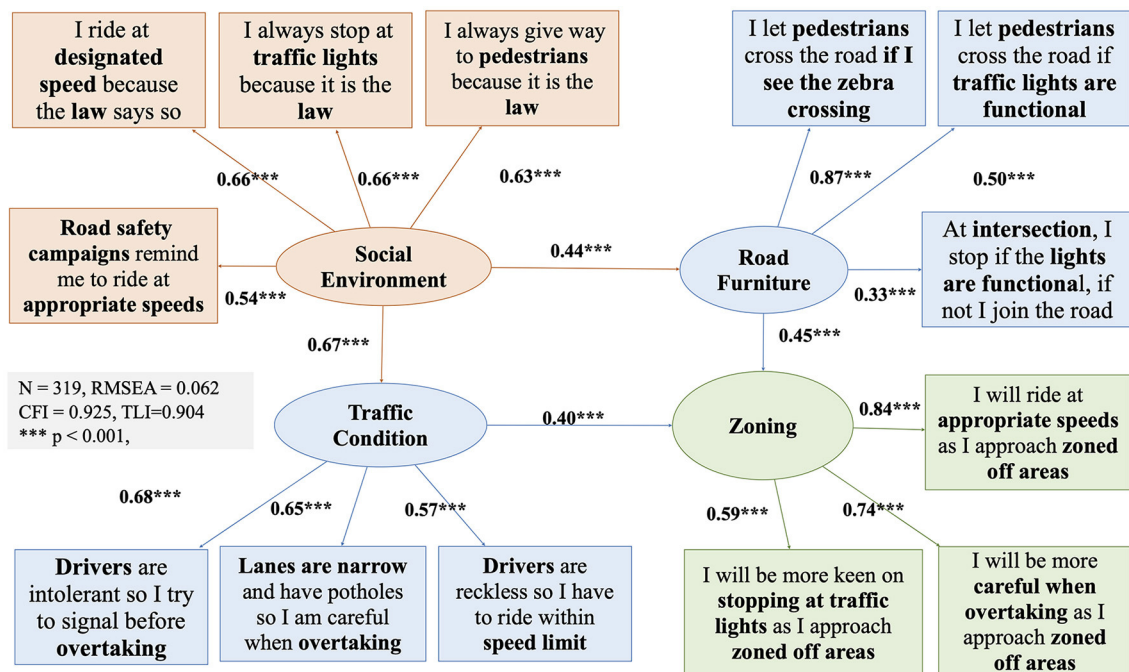 I ride at
designated
speed because
the law says so
I always stop at
traffic lights
because it is the
law
I always give way
to pedestrians
because it is the
law
I let pedestrians
cross the road if I
see the zebra
crossing
I let pedestrians
cross the road if
traffic lights are
functional
0.66***
0.66***
0.63***
0.87***
0.50***
Road safety
campaigns remind
me to ride at
appropriate speeds
0.54***
Social
Environment
0.44***
Road
Furniture
0.33***
At intersection, I
stop if the lights
are functional, if
not I join the road
0.67***
0.45***
N = 319, RMSEA = 0.062
CFI = 0.925, TLI=0.904
*** p < 0.001,
Traffic
Condition
0.40***
Zoning
0.84***
I will ride at
appropriate speeds
as I approach zoned
off areas
0.68***
0.65***
0.57***
0.59***
0.74***
Drivers are
intolerant so I try
to signal before
overtaking
Lanes are narrow
and have potholes
so I am careful
when overtaking
Drivers are
reckless so I have
to ride within
speed limit
I will be more keen on
stopping at traffic
lights as I approach
zoned off areas
I will be more
careful when
overtaking as I
approach zoned
off areas